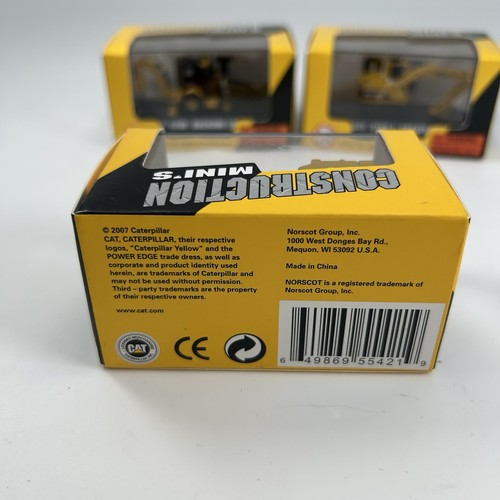 CONSTRUCTION
MINI'S
© 2007 Caterpillar
CAT, CATERPILLAR, their respective
logos, "Caterpillar Yellow" and the
POWER EDGE trade dress, as well as
corporate and product identity used
herein, are trademarks of Caterpillar and
may not be used without permission.
Third - party trademarks are the property
of their respective owners.
www.cat.com
Norscot Group, Inc.
1000 West Donges Bay Rd.,
Mequon, WI 53092 U.S.A.
Made in China
NORSCOT is a registered trademark of
Norscot Group, Inc.
CAT
CE
6 49869 55421 9